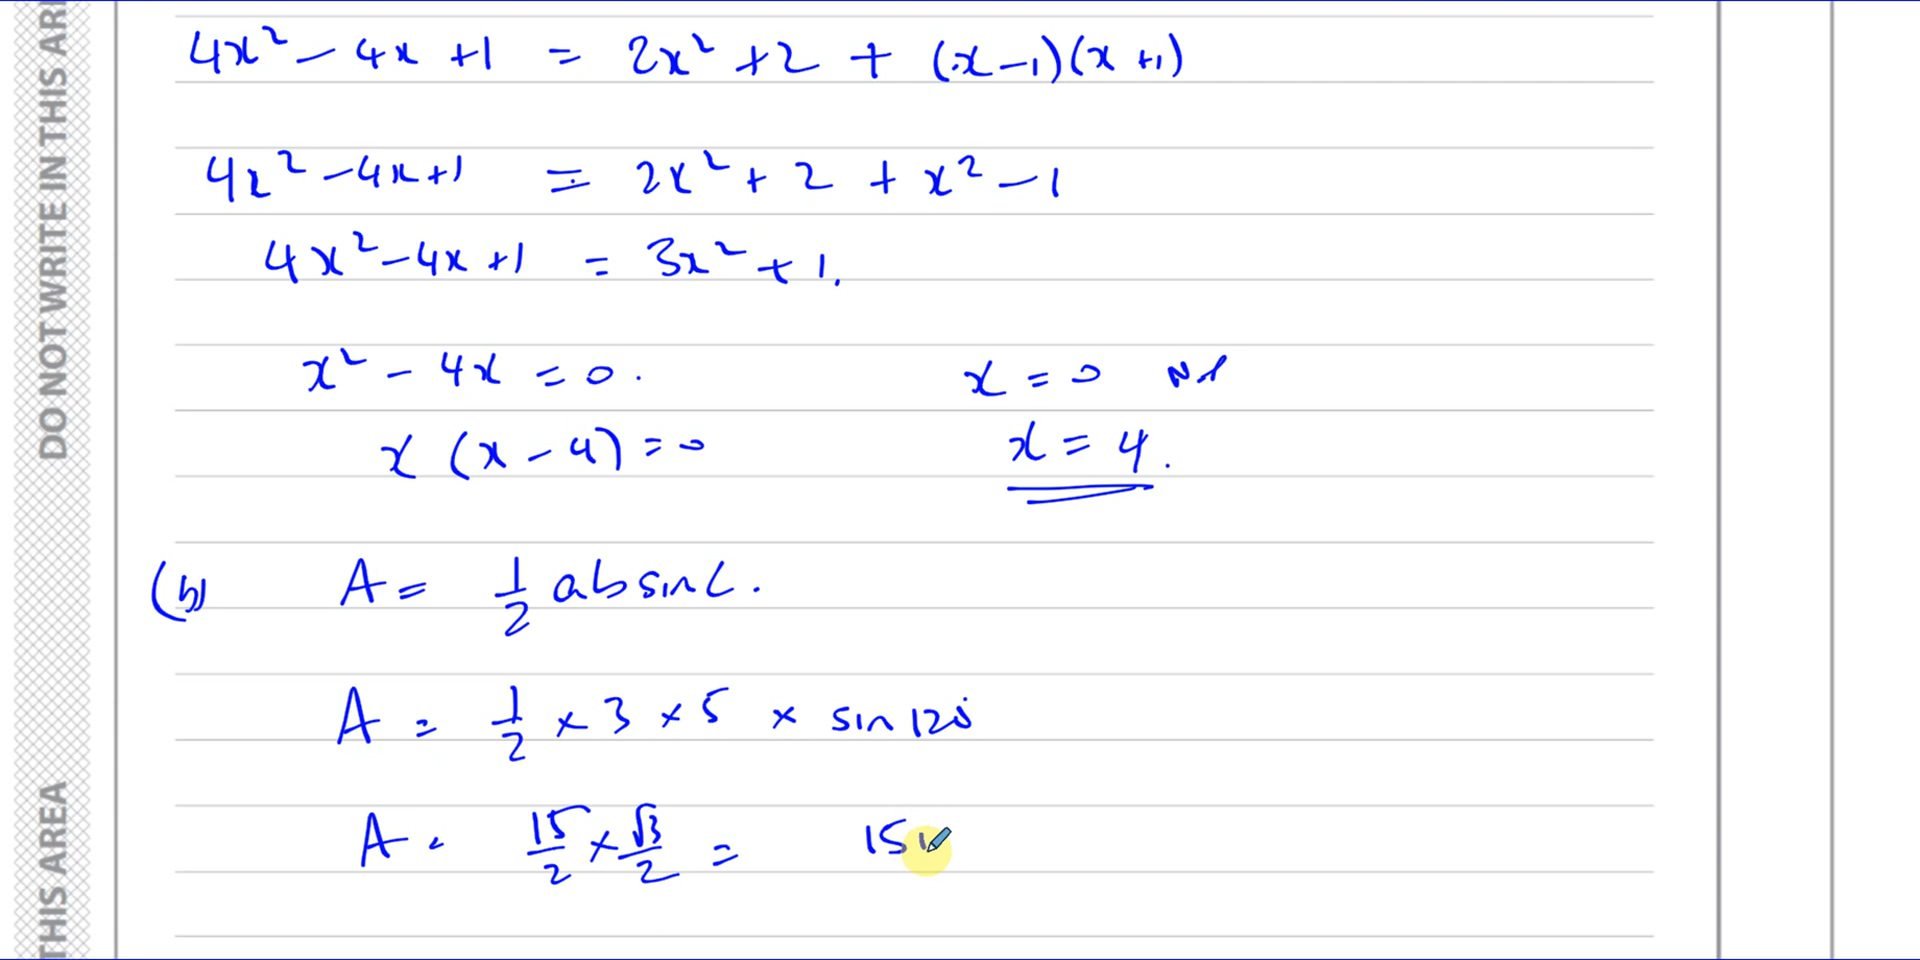 DO NOT WRITE IN THIS AR
THIS AREA
4x² - 4x + 1 = 2x² + 2 + (x - 1)(x + 1)
4x² - 4x + 1 = 2x² + 2 + x² - 1
4x² - 4x + 1 = 3x² + 1.
x² - 4x = 0.
x = 0
x (x - 4) = 0
x = 4.
(b) A = 1/2 ab sin C.
A = 1/2 × 3 × 5 × sin 120°
A = 15/2 × √3/2 = 15